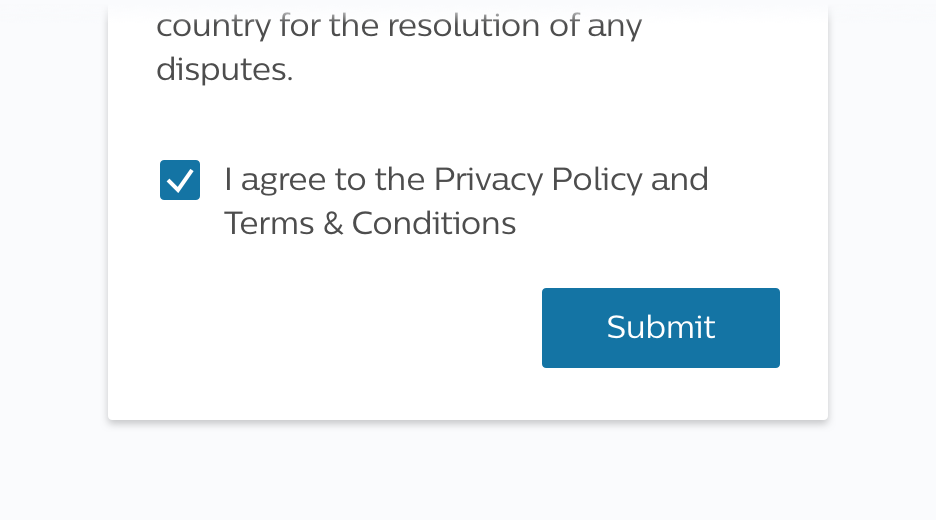 country for the resolution of any
disputes.
I agree to the Privacy Policy and
Terms & Conditions
Submit